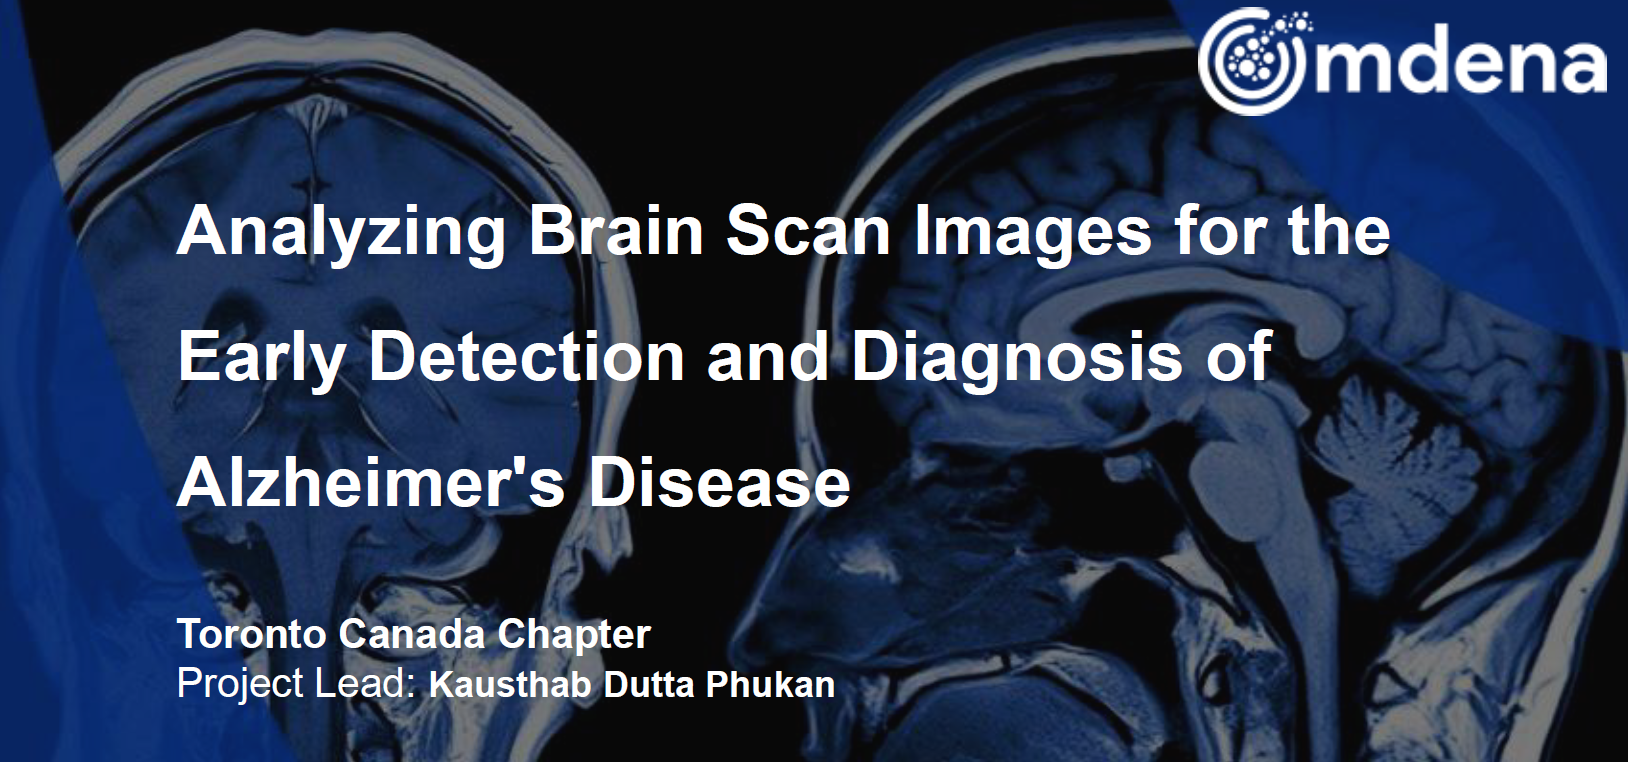 Omdena
Analyzing Brain Scan Images for the
Early Detection and Diagnosis of
Alzheimer's Disease
Toronto Canada Chapter
Project Lead: Kausthab Dutta Phukan